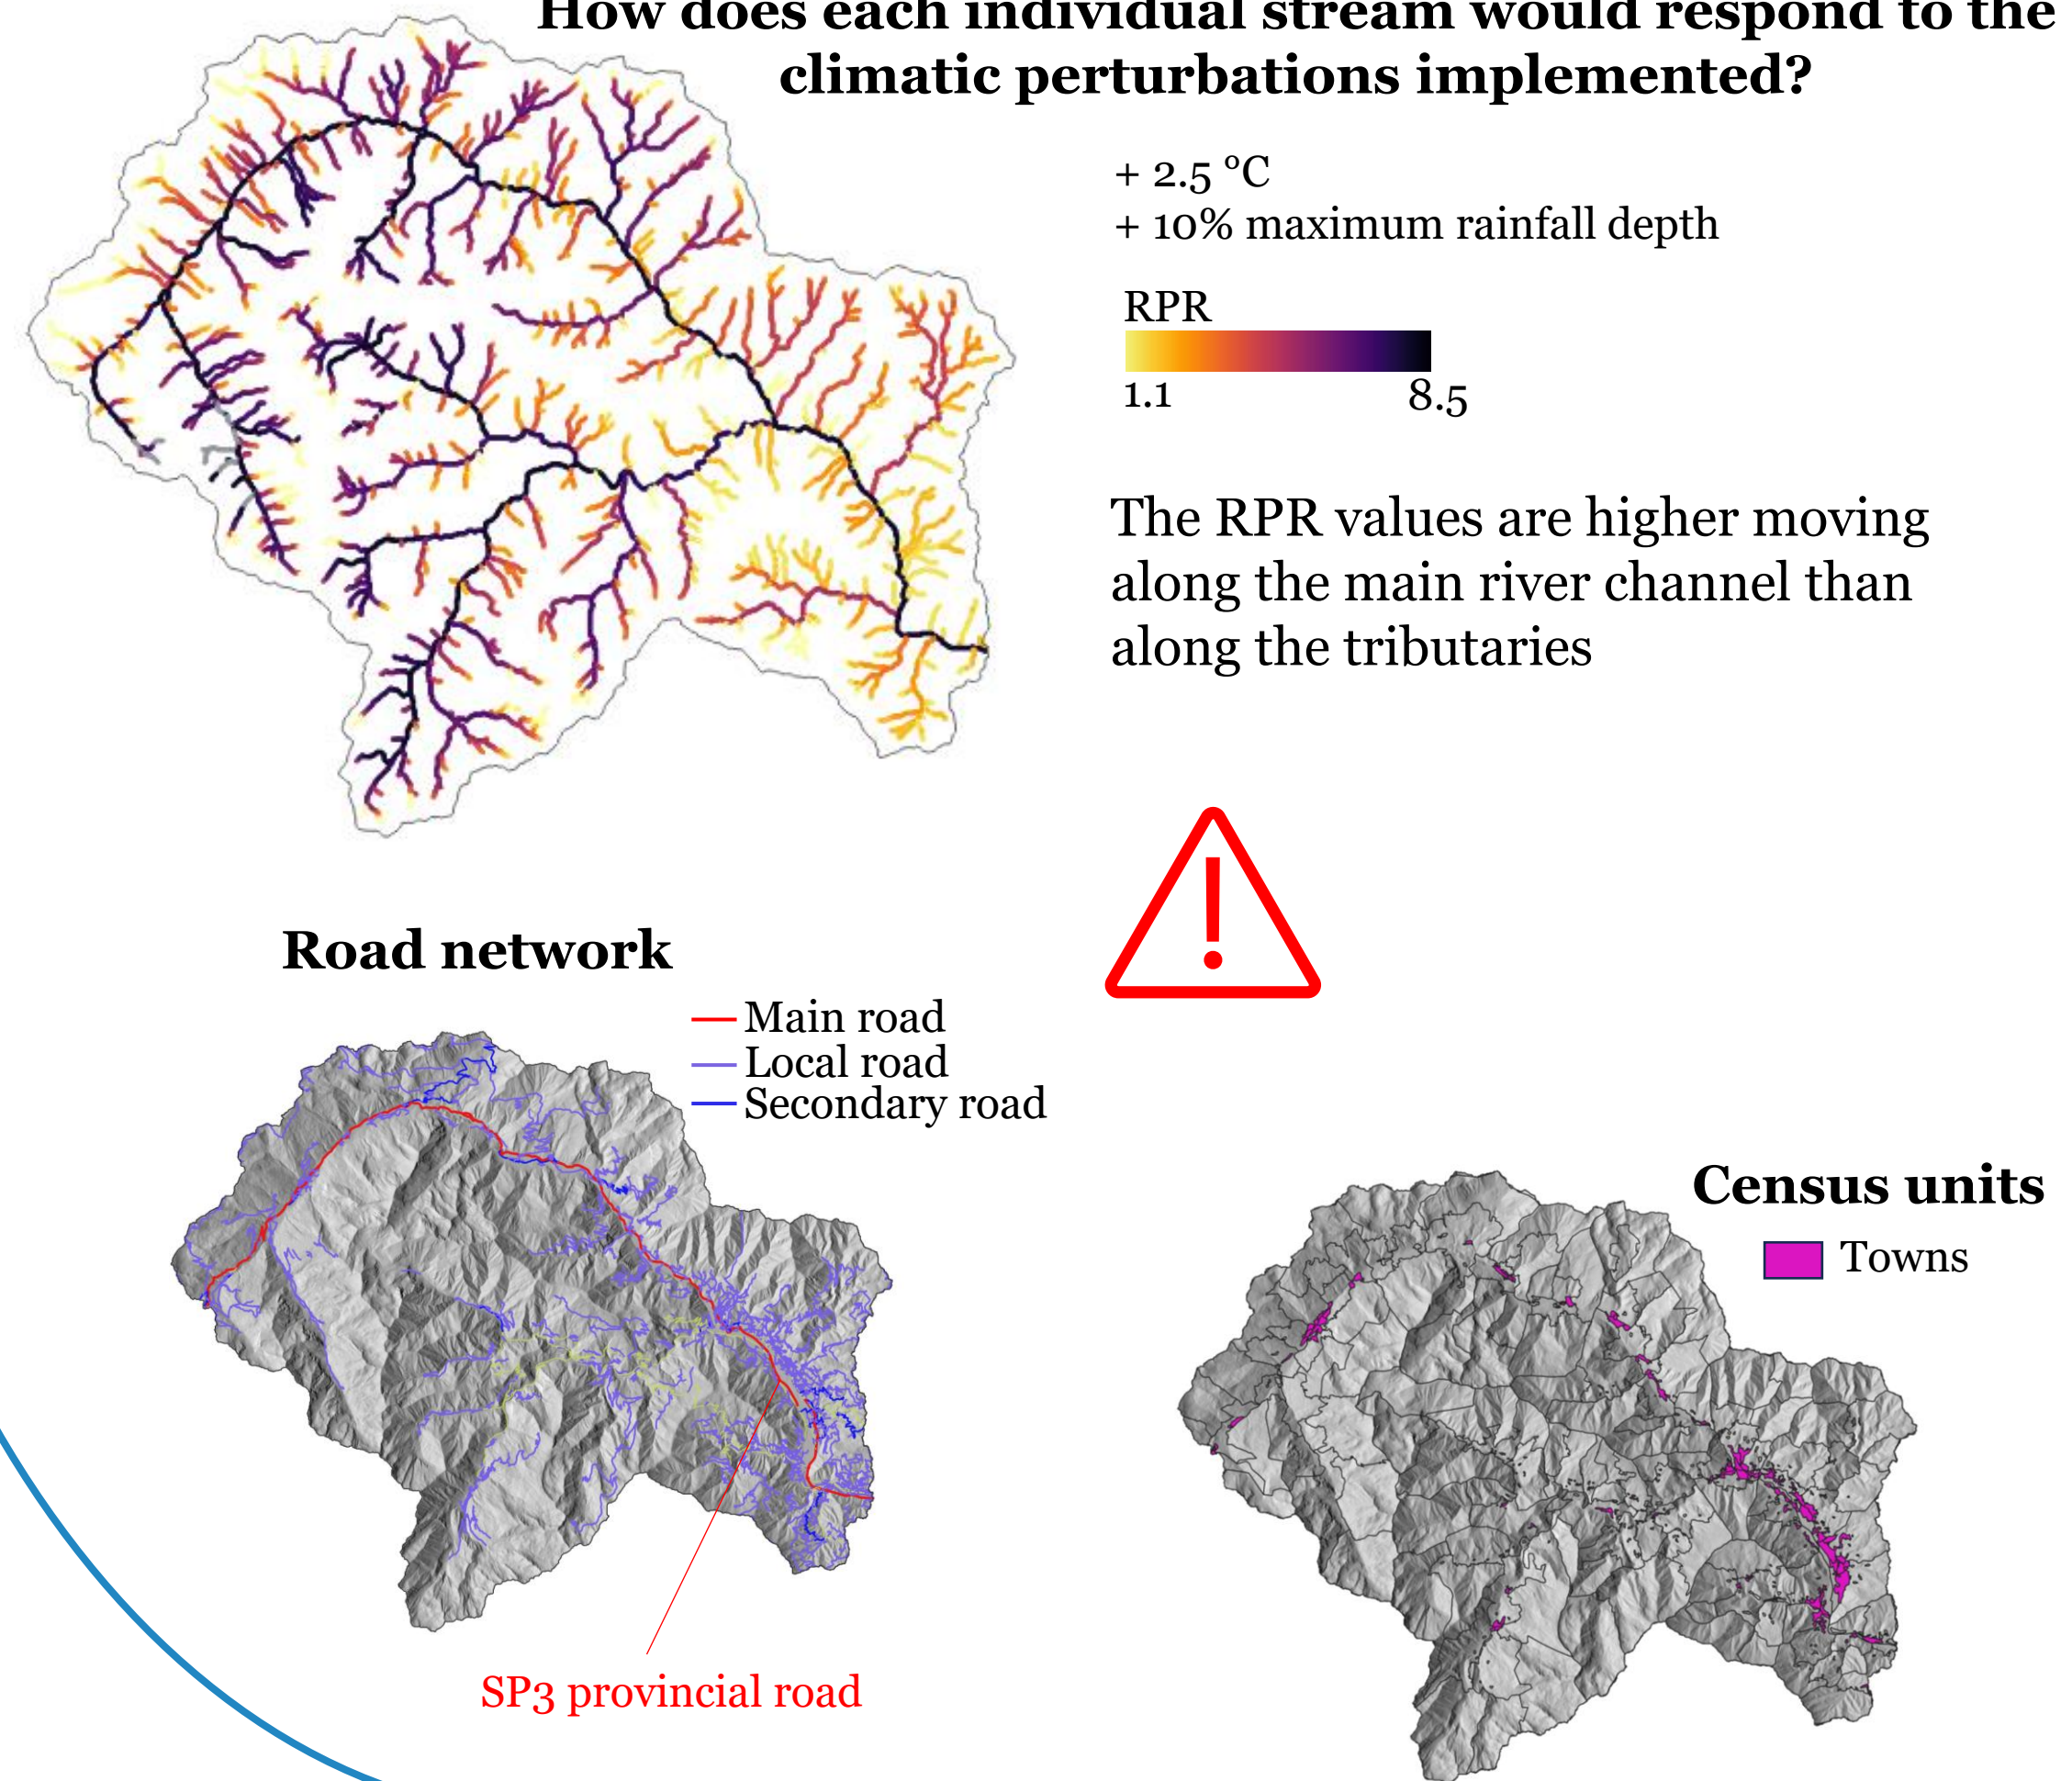 How does each individual stream would respond to the
climatic perturbations implemented?
+ 2.5 °C
+ 10% maximum rainfall depth
RPR
1.1 8.5
The RPR values are higher moving
along the main river channel than
along the tributaries
Road network
Main road
Local road
Secondary road
SP3 provincial road
Census units
Towns